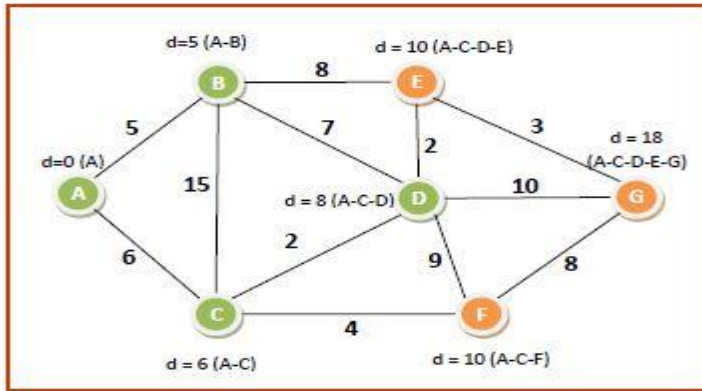 d=5 (A-B)
d = 10 (A-C-D-E)
B
8
E
5
7
2
3
d = 18
(A-C-D-E-G)
d=0 (A)
A
15
d = 8 (A-C-D)
D
10
G
6
2
9
8
C
4
F
d = 6 (A-C)
d = 10 (A-C-F)